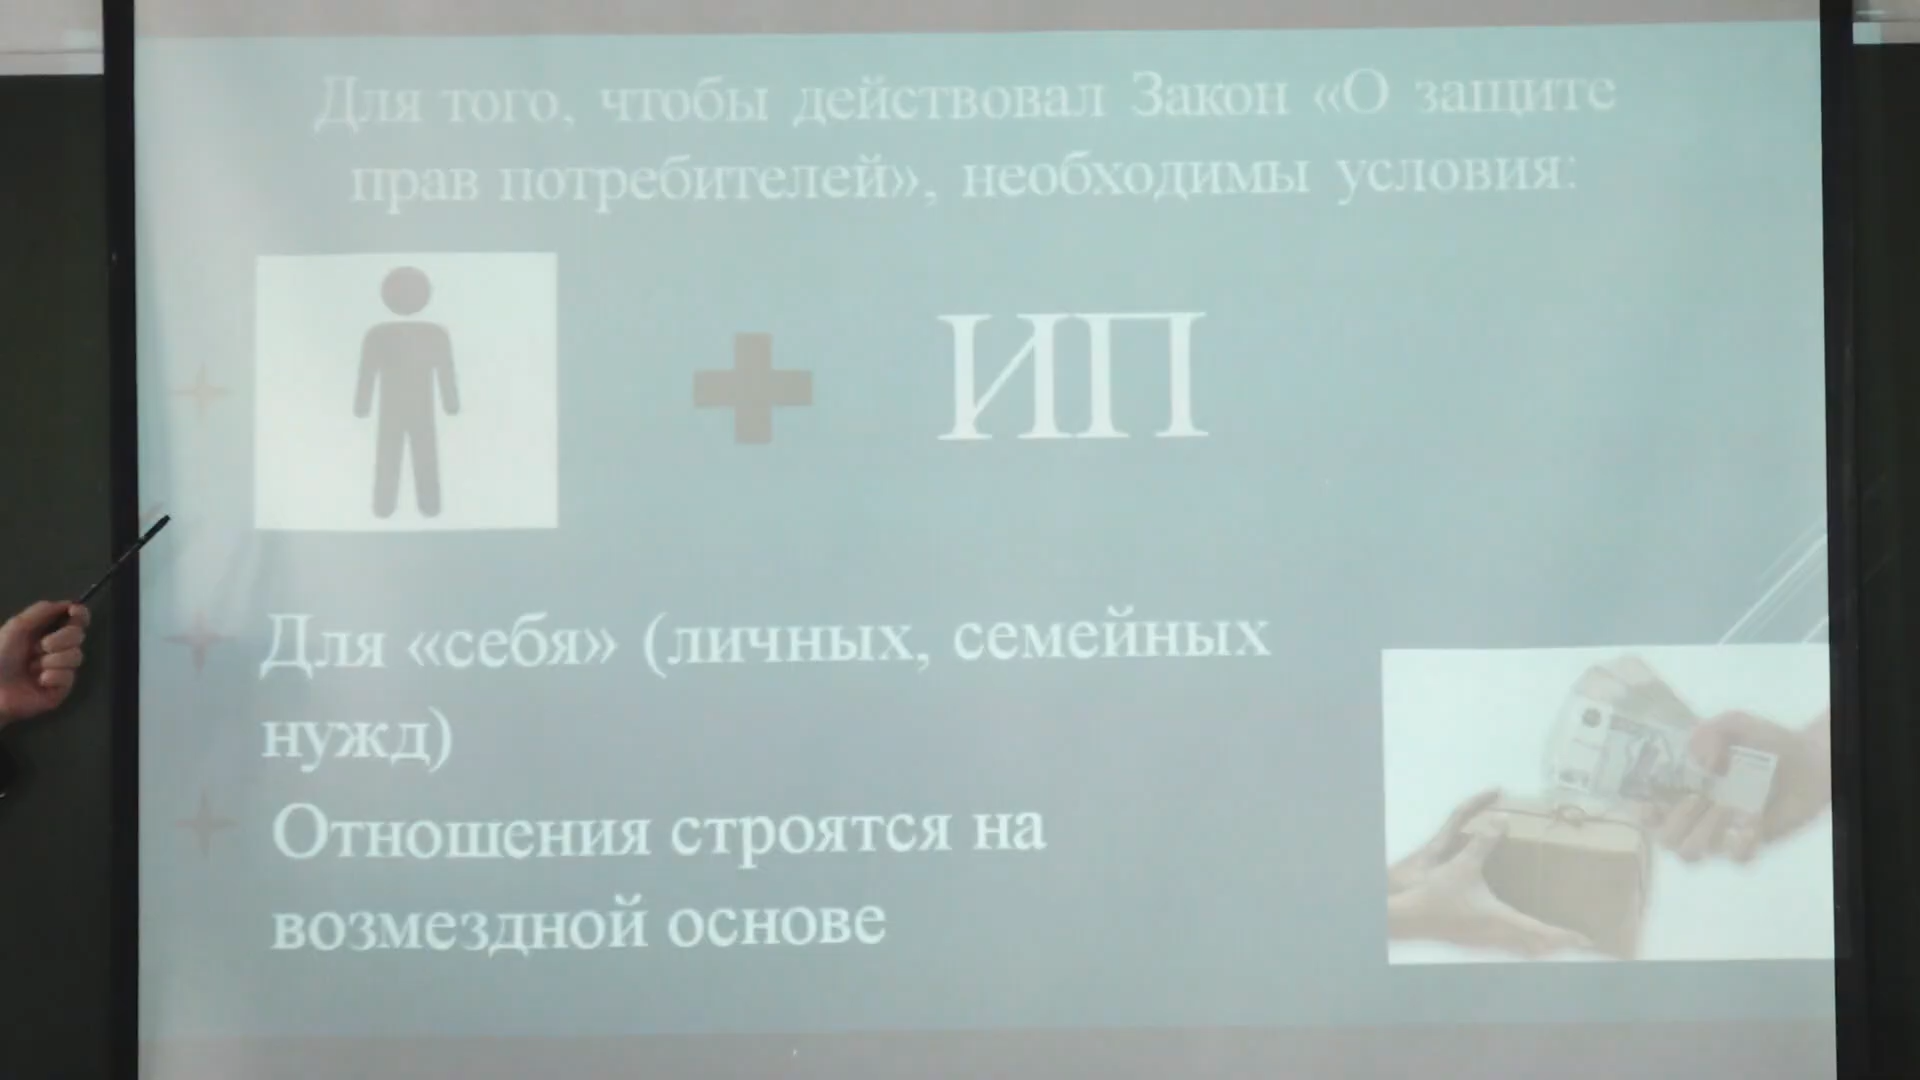 Для того, чтобы действовал Закон «О защите
прав потребителей», необходимы условия:
ИП
Для «себя» (личных, семейных
нужд)
Отношения строятся на
возмездной основе